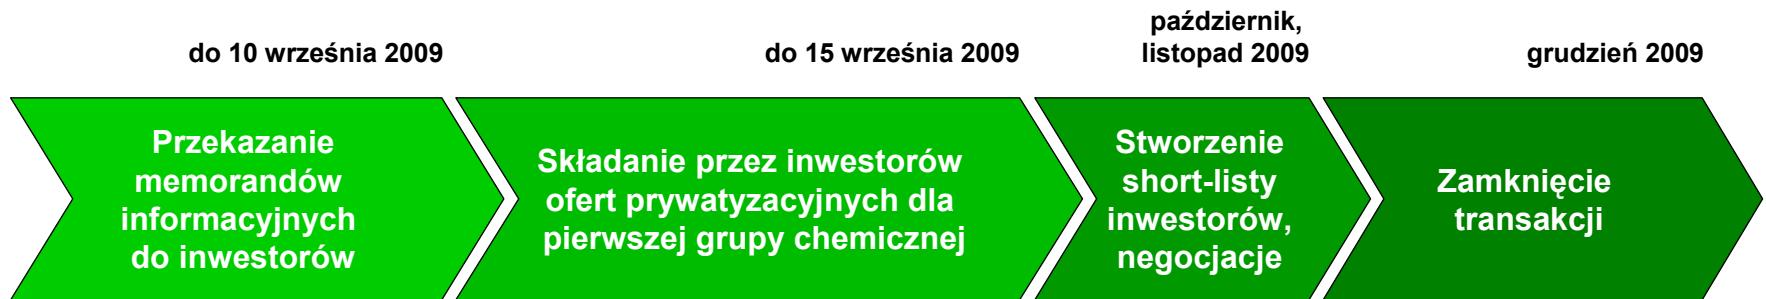 do 10 września 2009
do 15 września 2009
październik,
listopad 2009
grudzień 2009
Przekazanie
memorandów
informacyjnych
do inwestorów
Składanie przez inwestorów
ofert prywatyzacyjnych dla
pierwszej grupy chemicznej
Stworzenie
short-listy
inwestorów,
negocjacje
Zamknięcie
transakcji